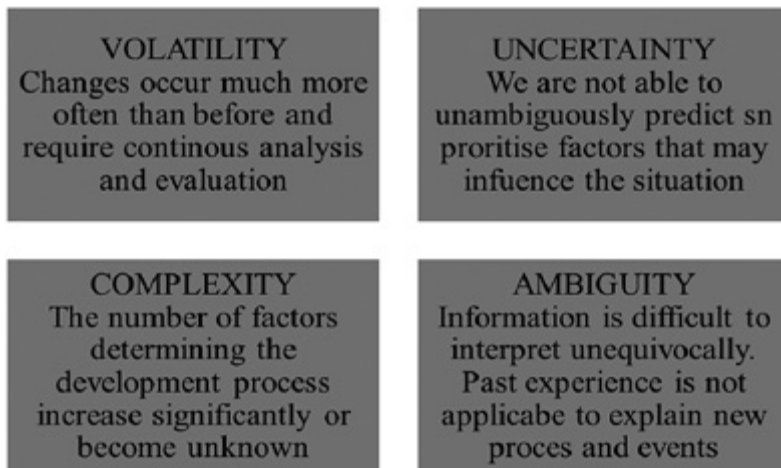 VOLATILITY
Changes occur much more
often than before and
require continous analysis
and evaluation
UNCERTAINTY
We are not able to
unambiguously predict sn
proritise factors that may
infuence the situation
COMPLEXITY
The number of factors
determining the
development process
increase significantly or
become unknown
AMBIGUITY
Information is difficult to
interpret unequivocally.
Past experience is not
applicabe to explain new
proces and events